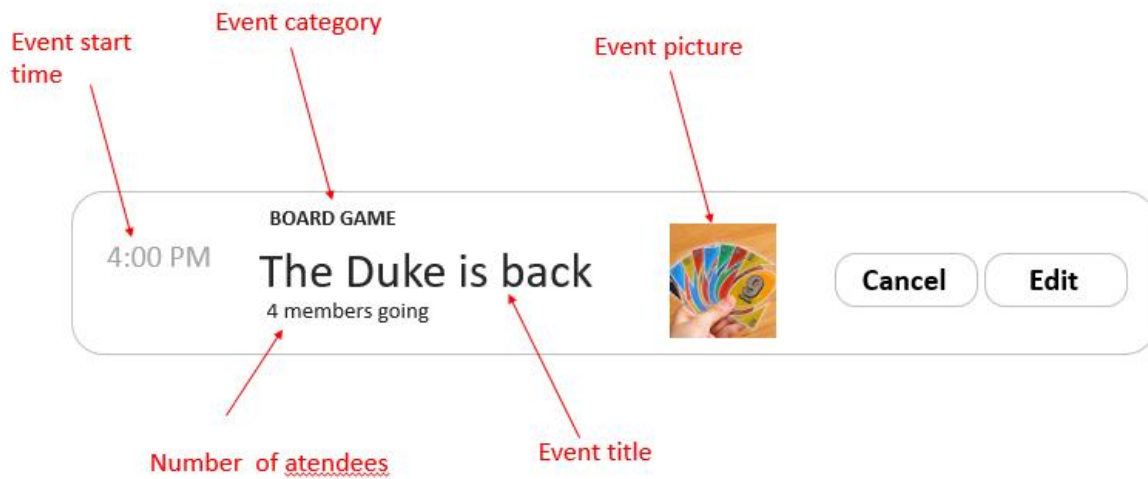 Event category
Event start
time
Event picture
BOARD GAME
4:00 PM
The Duke is back
4 members going
9
Cancel
Edit
Number of atendees
Event title